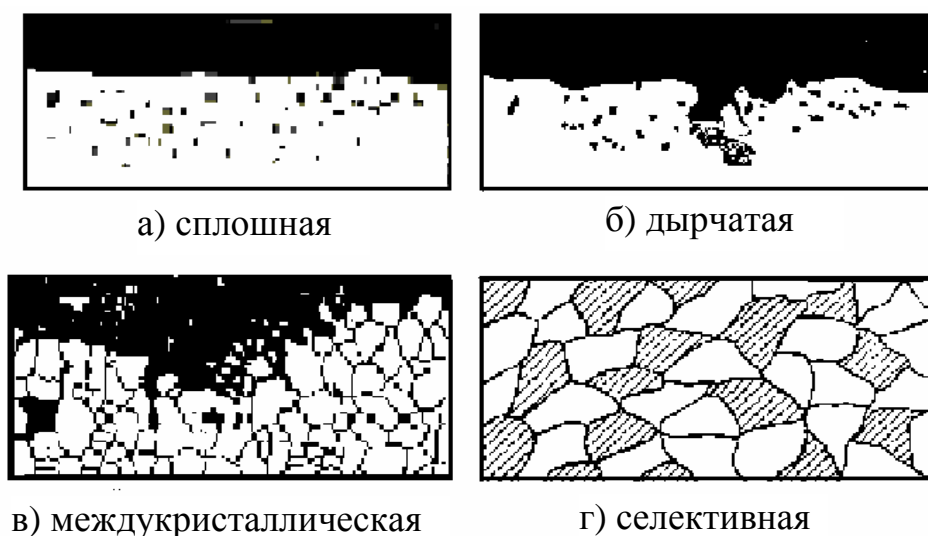 а) сплошная
б) дырчатая
в) междукристаллическая
г) селективная